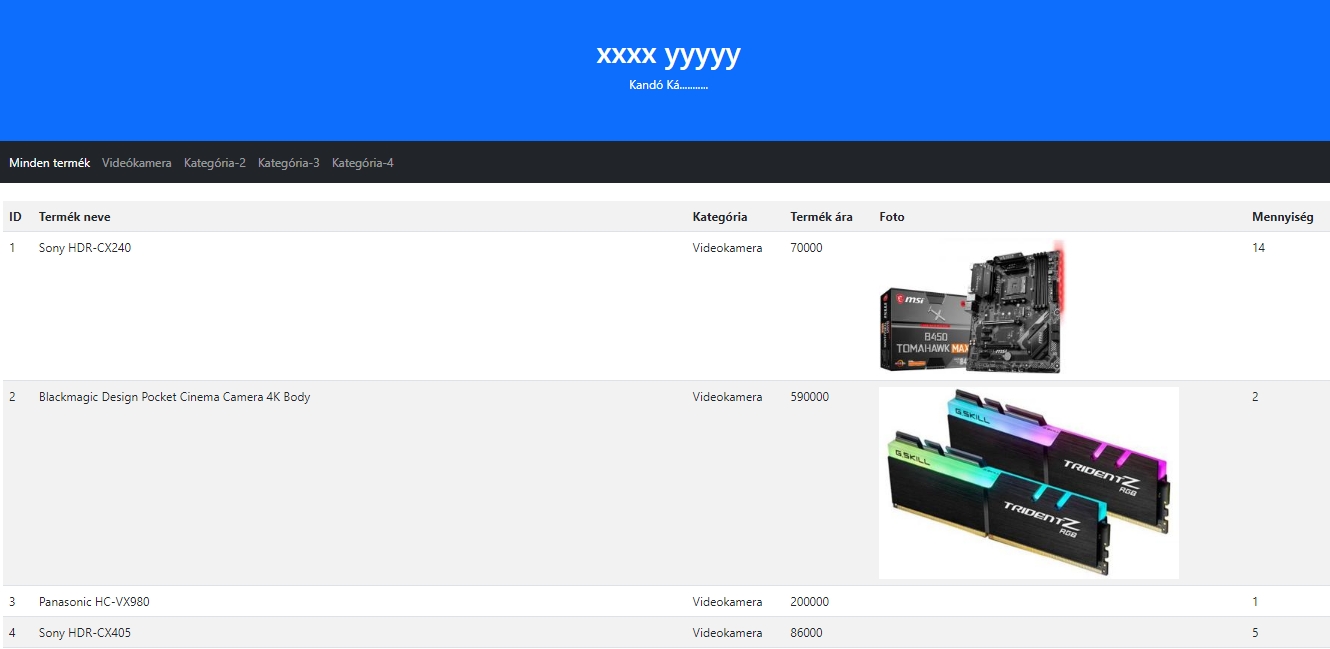 xxxx yyyyy
Kandó Ká...........
Minden termék Videókamera Kategória-2 Kategória-3 Kategória-4
ID Termék neve Kategória Termék ára Foto Mennyiség
1 Sony HDR-CX240 Videokamera 70000 14
msi
B450
TOMAHAWK MAX
2 Blackmagic Design Pocket Cinema Camera 4K Body Videokamera 590000 2
G.SKILL
TRIDENTZ
RGB
G.SKILL
TRIDENTZ
RGB
3 Panasonic HC-VX980 Videokamera 200000 1
4 Sony HDR-CX405 Videokamera 86000 5